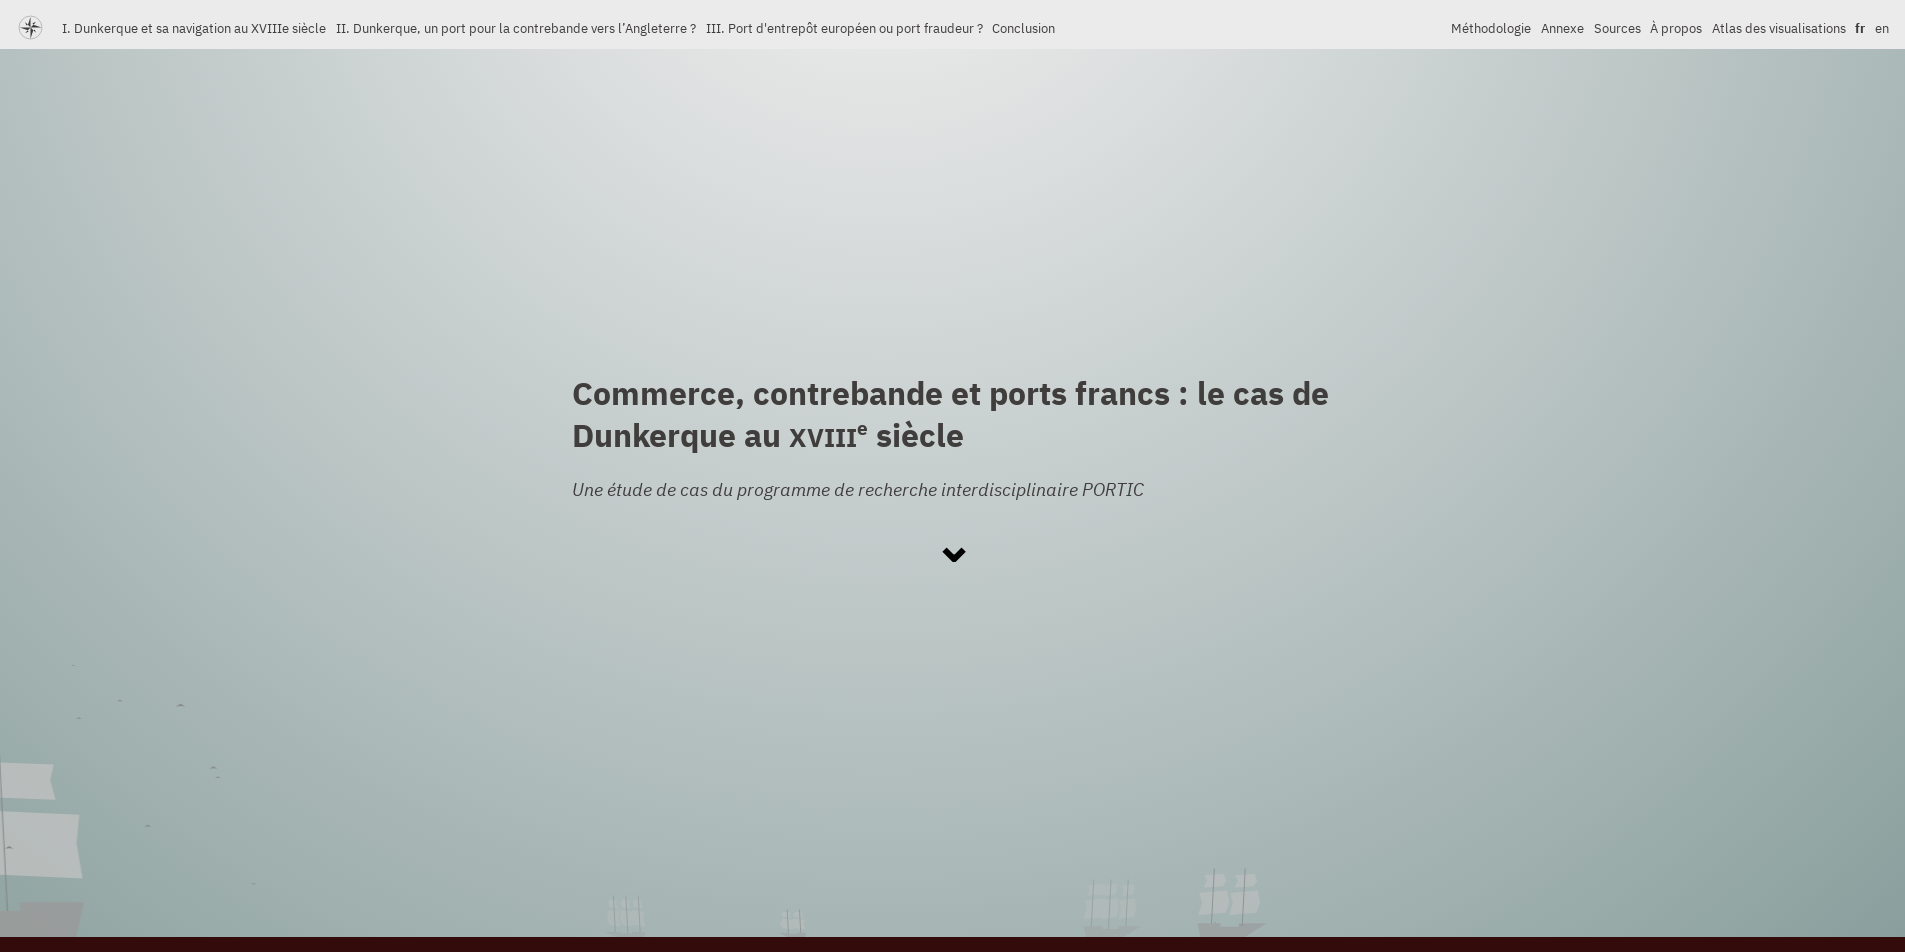 I. Dunkerque et sa navigation au XVIIIe siècle II. Dunkerque, un port pour la contrebande vers l’Angleterre ? III. Port d'entrepôt européen ou port fraudeur ? Conclusion Méthodologie Annexe Sources À propos Atlas des visualisations fr en
Commerce, contrebande et ports francs : le cas de
Dunkerque au XVIIIe siècle
Une étude de cas du programme de recherche interdisciplinaire PORTIC